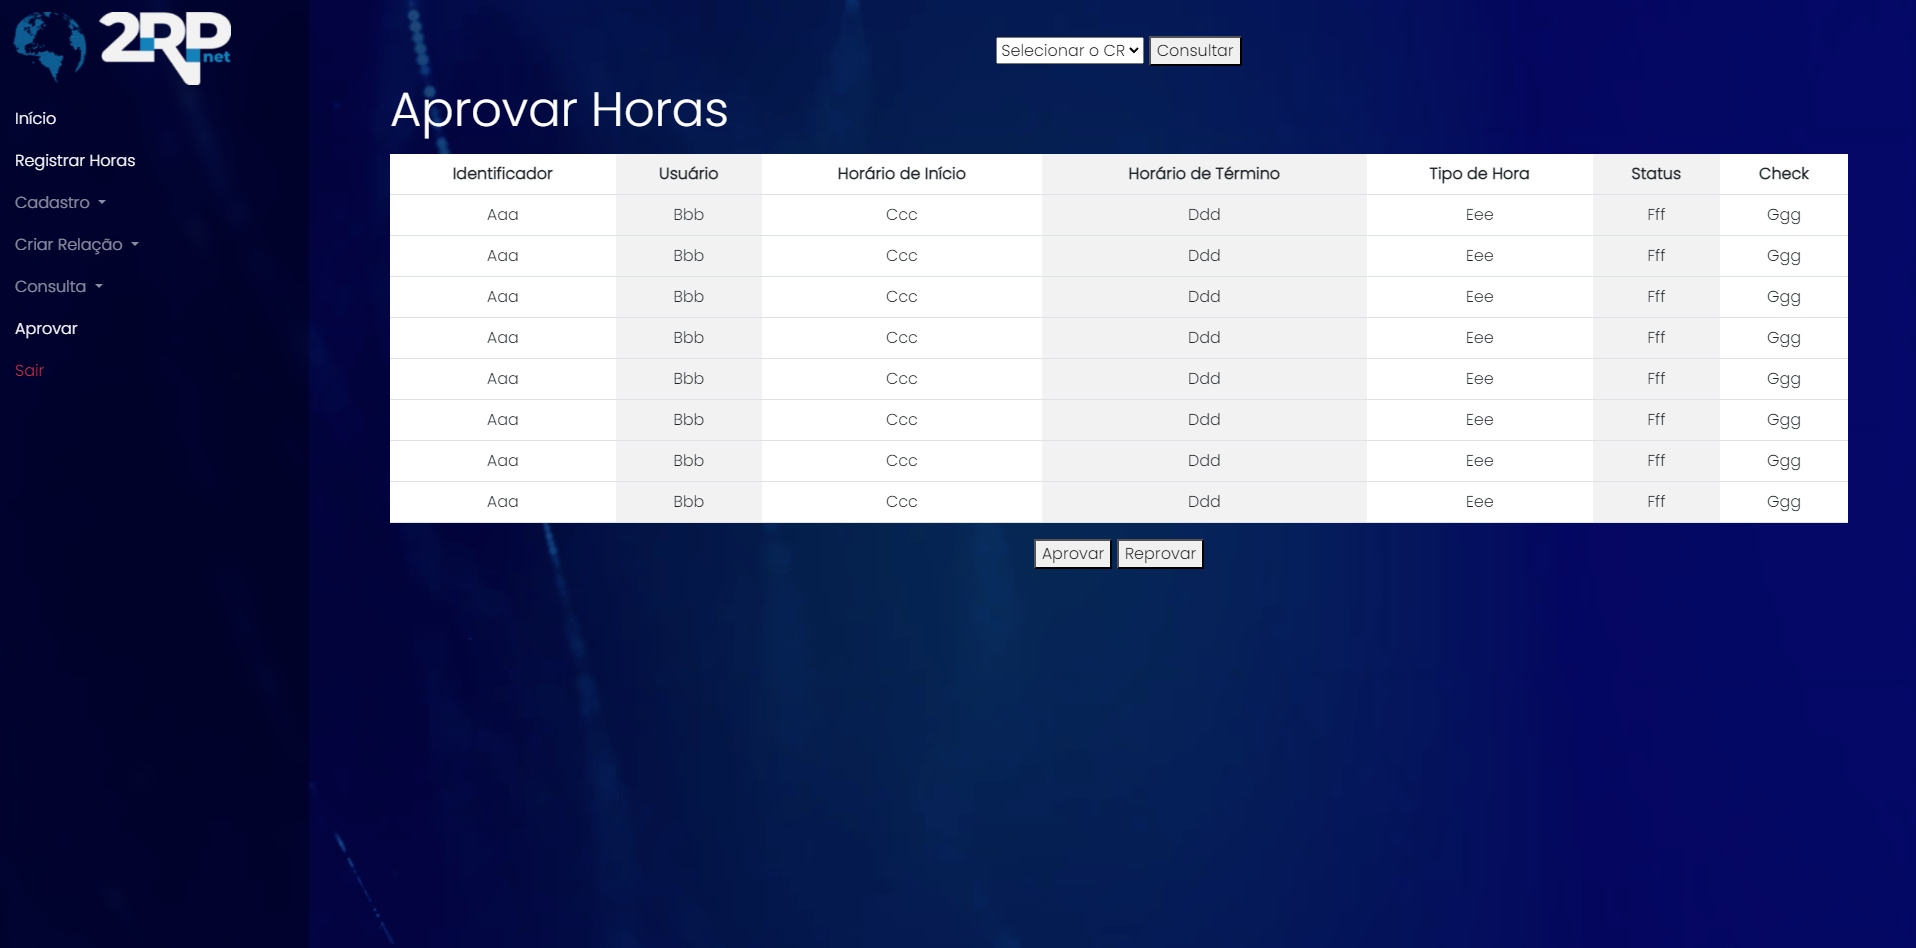 2RP
net
Início
Registrar Horas
Cadastro
Criar Relação
Consulta
Aprovar
Sair
Selecionar o CR Consultar
Aprovar Horas
Identificador Usuário Horário de Início Horário de Término Tipo de Hora Status Check
Aaa Bbb Ccc Ddd Eee Fff Ggg
Aaa Bbb Ccc Ddd Eee Fff Ggg
Aaa Bbb Ccc Ddd Eee Fff Ggg
Aaa Bbb Ccc Ddd Eee Fff Ggg
Aaa Bbb Ccc Ddd Eee Fff Ggg
Aaa Bbb Ccc Ddd Eee Fff Ggg
Aaa Bbb Ccc Ddd Eee Fff Ggg
Aaa Bbb Ccc Ddd Eee Fff Ggg
Aprovar Reprovar